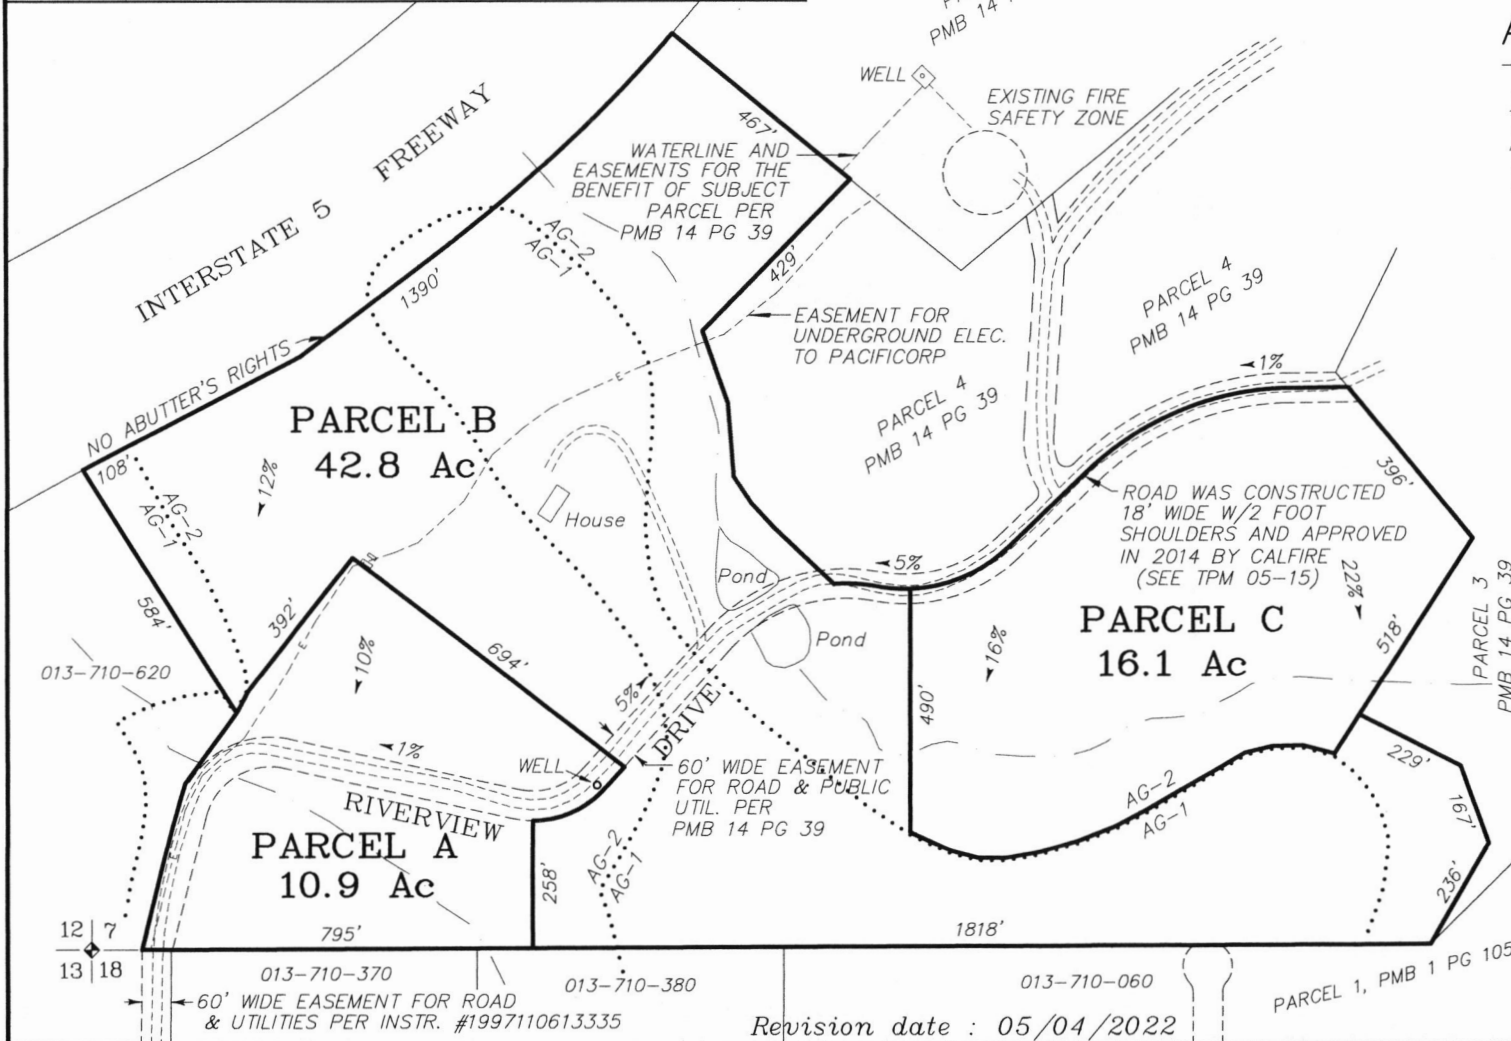 PMB 14
WELL
EXISTING FIRE
SAFETY ZONE
INTERSTATE 5 FREEWAY
467'
WATERLINE AND
EASEMENTS FOR THE
BENEFIT OF SUBJECT
PARCEL PER
PMB 14 PG 39
AG-2
AG-1
1390'
429'
EASEMENT FOR
UNDERGROUND ELEC.
TO PACIFICORP
PARCEL 4
PMB 14 PG 39
PARCEL 4
PMB 14 PG 39
1%
NO ABUTTER'S RIGHTS
108'
PARCEL B
42.8 Ac
12%
AG-2
AG-1
E
House
396'
ROAD WAS CONSTRUCTED
18' WIDE W/2 FOOT
SHOULDERS AND APPROVED
IN 2014 BY CALFIRE
(SEE TPM 05-15)
22%
5%
Pond
Pond
584'
392'
E
10%
694'
PARCEL C
16.1 Ac
16%
518'
PARCEL 3
PMB 14 PG 39
013-710-620
5%
490'
1%
WELL
RIVERVIEW DRIVE
60' WIDE EASEMENT
FOR ROAD & PUBLIC
UTIL. PER
PMB 14 PG 39
229'
167'
236'
AG-2
AG-1
PARCEL A
10.9 Ac
258'
AG-2
AG-1
12 7
13 18
795'
1818'
013-710-370
013-710-380
013-710-060
PARCEL 1, PMB 1 PG 105
60' WIDE EASEMENT FOR ROAD
& UTILITIES PER INSTR. #1997110613335
Revision date : 05/04/2022